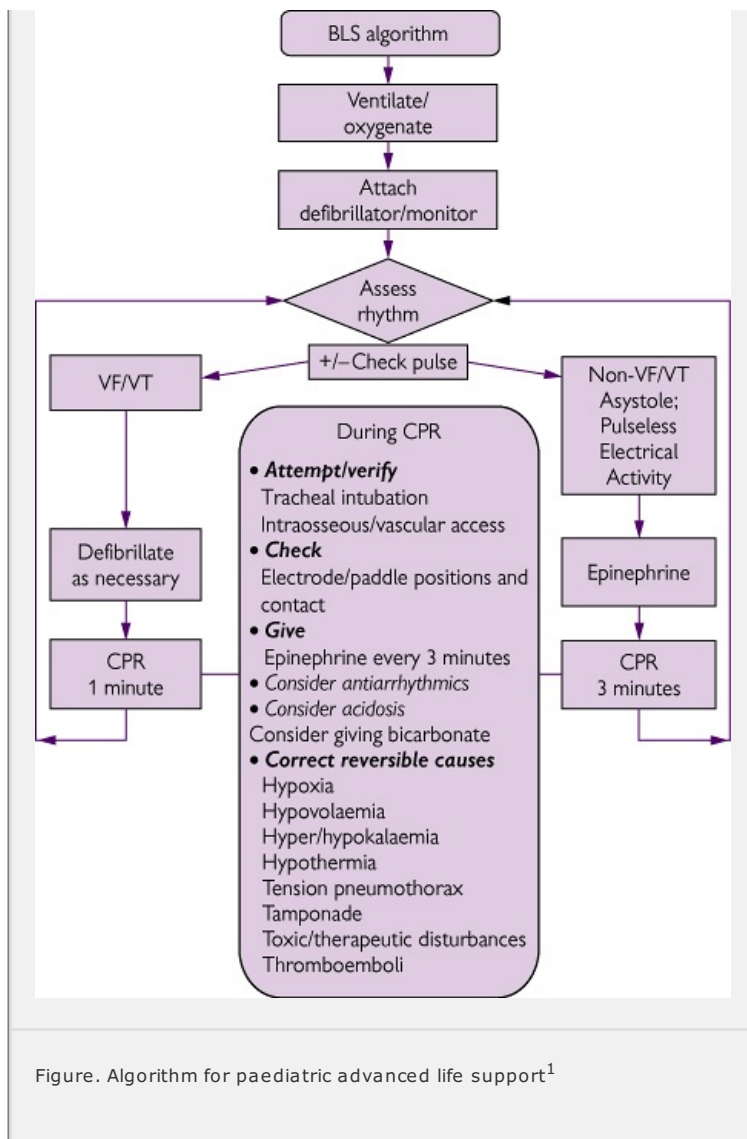 BLS algorithm
Ventilate/
oxygenate
Attach
defibrillator/monitor
Assess
rhythm
+/– Check pulse
VF/VT
Defibrillate
as necessary
CPR
1 minute
Non-VF/VT
Asystole;
Pulseless
Electrical
Activity
Epinephrine
CPR
3 minutes
During CPR
• Attempt/verify
Tracheal intubation
Intraosseous/vascular access
• Check
Electrode/paddle positions and
contact
• Give
Epinephrine every 3 minutes
• Consider antiarrhythmics
• Consider acidosis
Consider giving bicarbonate
• Correct reversible causes
Hypoxia
Hypovolaemia
Hyper/hypokalaemia
Hypothermia
Tension pneumothorax
Tamponade
Toxic/therapeutic disturbances
Thromboemboli
Figure. Algorithm for paediatric advanced life support1